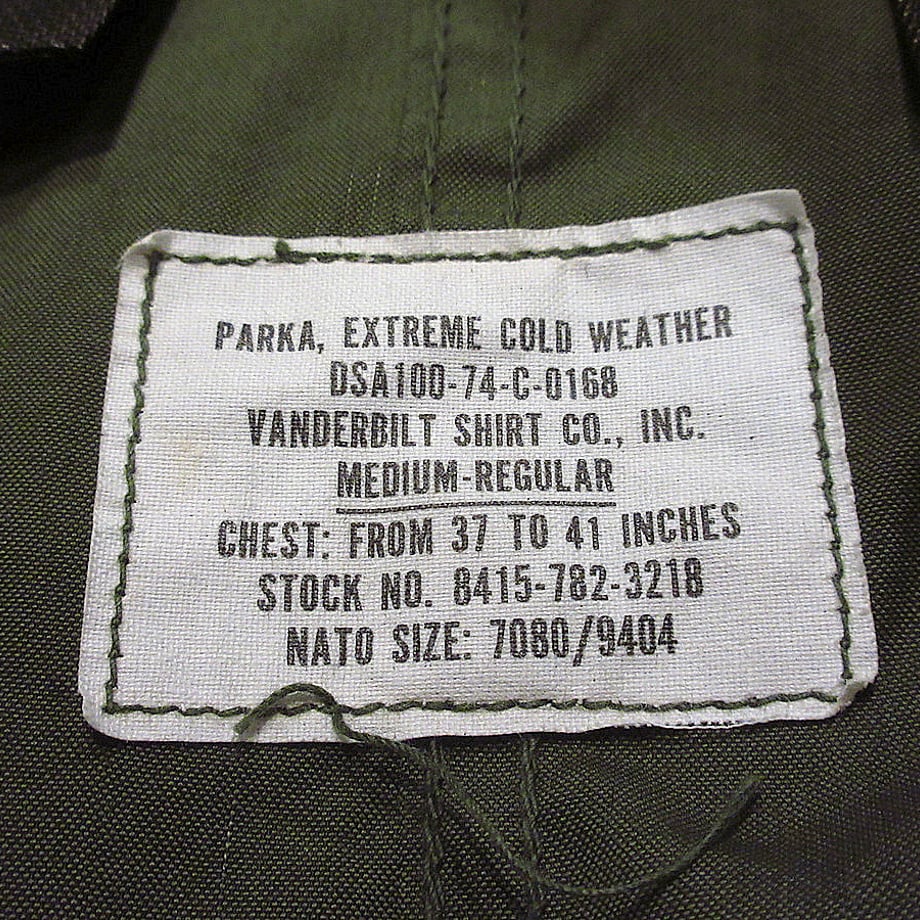 PARKA, EXTREME COLD WEATHER
DSA100-74-C-0168
VANDERBILT SHIRT CO., INC.
MEDIUM-REGULAR
CHEST: FROM 37 TO 41 INCHES
STOCK NO. 8415-782-3218
NATO SIZE: 7080/9404